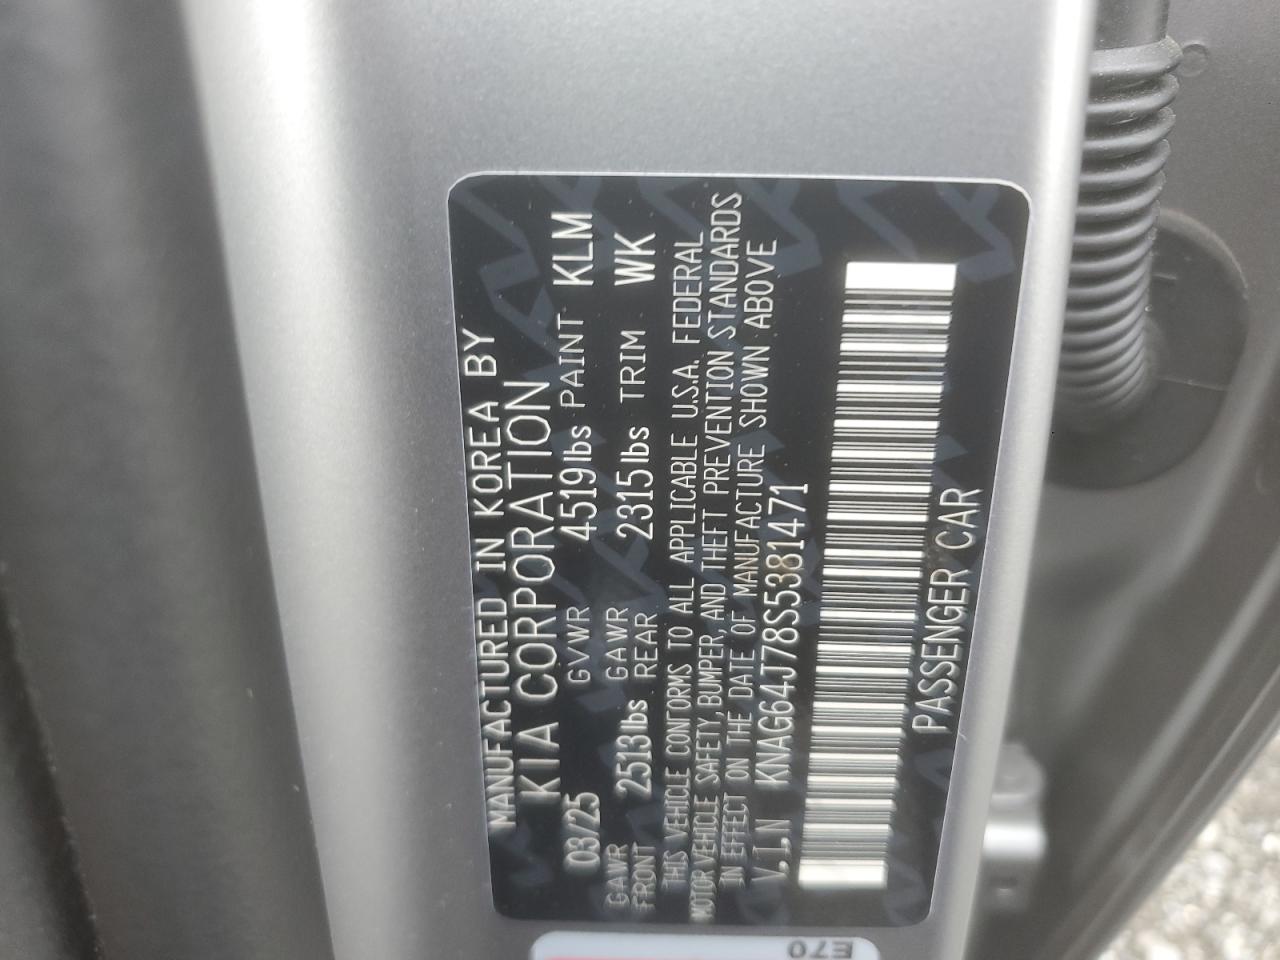 MANUFACTURED IN KOREA BY
KIA CORPORATION
03/25 GVWR 4519lbs PAINT KLM
GAWR FRONT 2513lbs GAWR REAR 2315lbs TRIM WK
THIS VEHICLE CONFORMS TO ALL APPLICABLE U.S.A. FEDERAL
MOTOR VEHICLE SAFETY, BUMPER, AND THEFT PREVENTION STANDARDS
IN EFFECT ON THE DATE OF MANUFACTURE SHOWN ABOVE
V.I.N KNAG64J78S5381471
PASSENGER CAR
E70